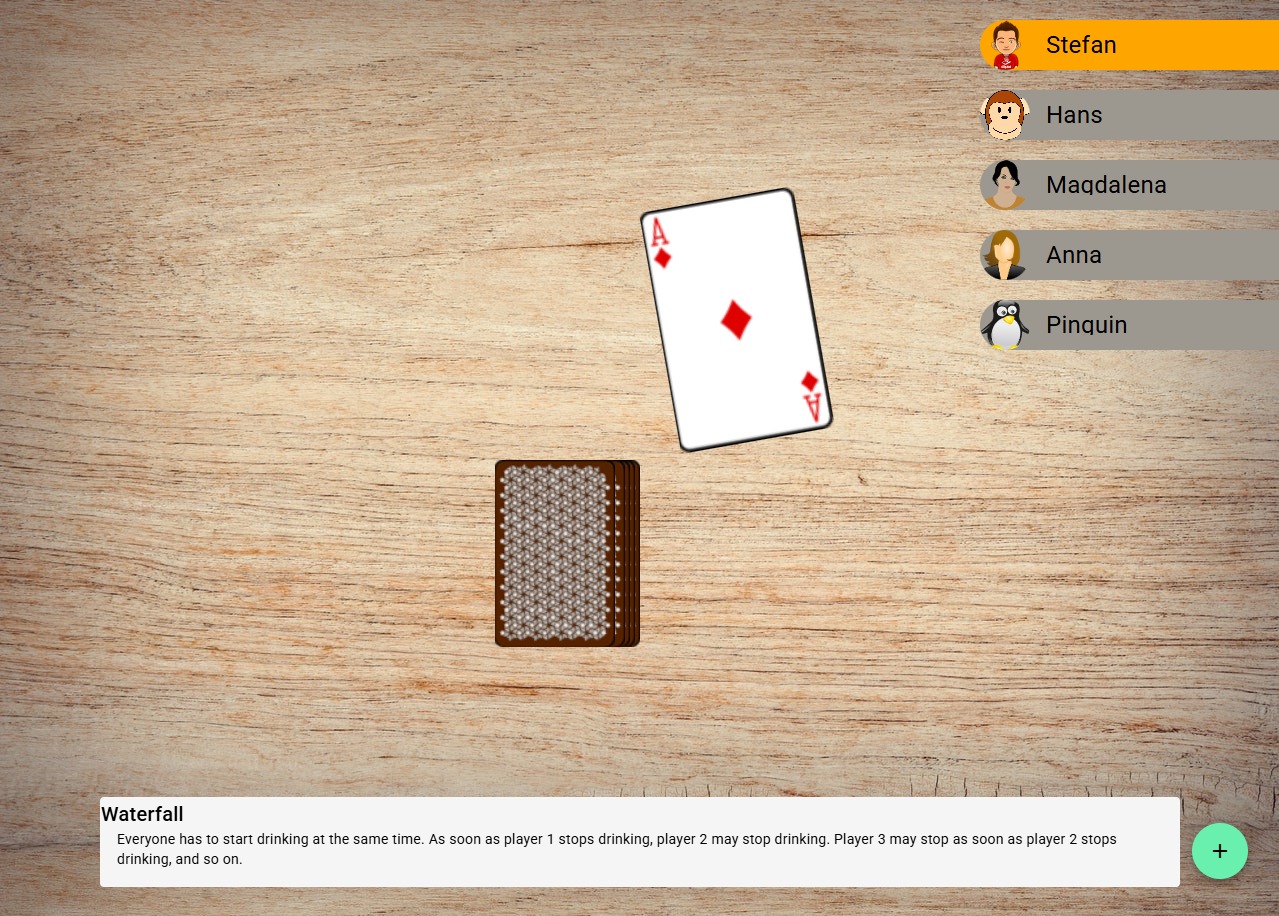 Stefan
Hans
Magdalena
Anna
Pinguin
A
A
Waterfall
Everyone has to start drinking at the same time. As soon as player 1 stops drinking, player 2 may stop drinking. Player 3 may stop as soon as player 2 stops
drinking, and so on.
+